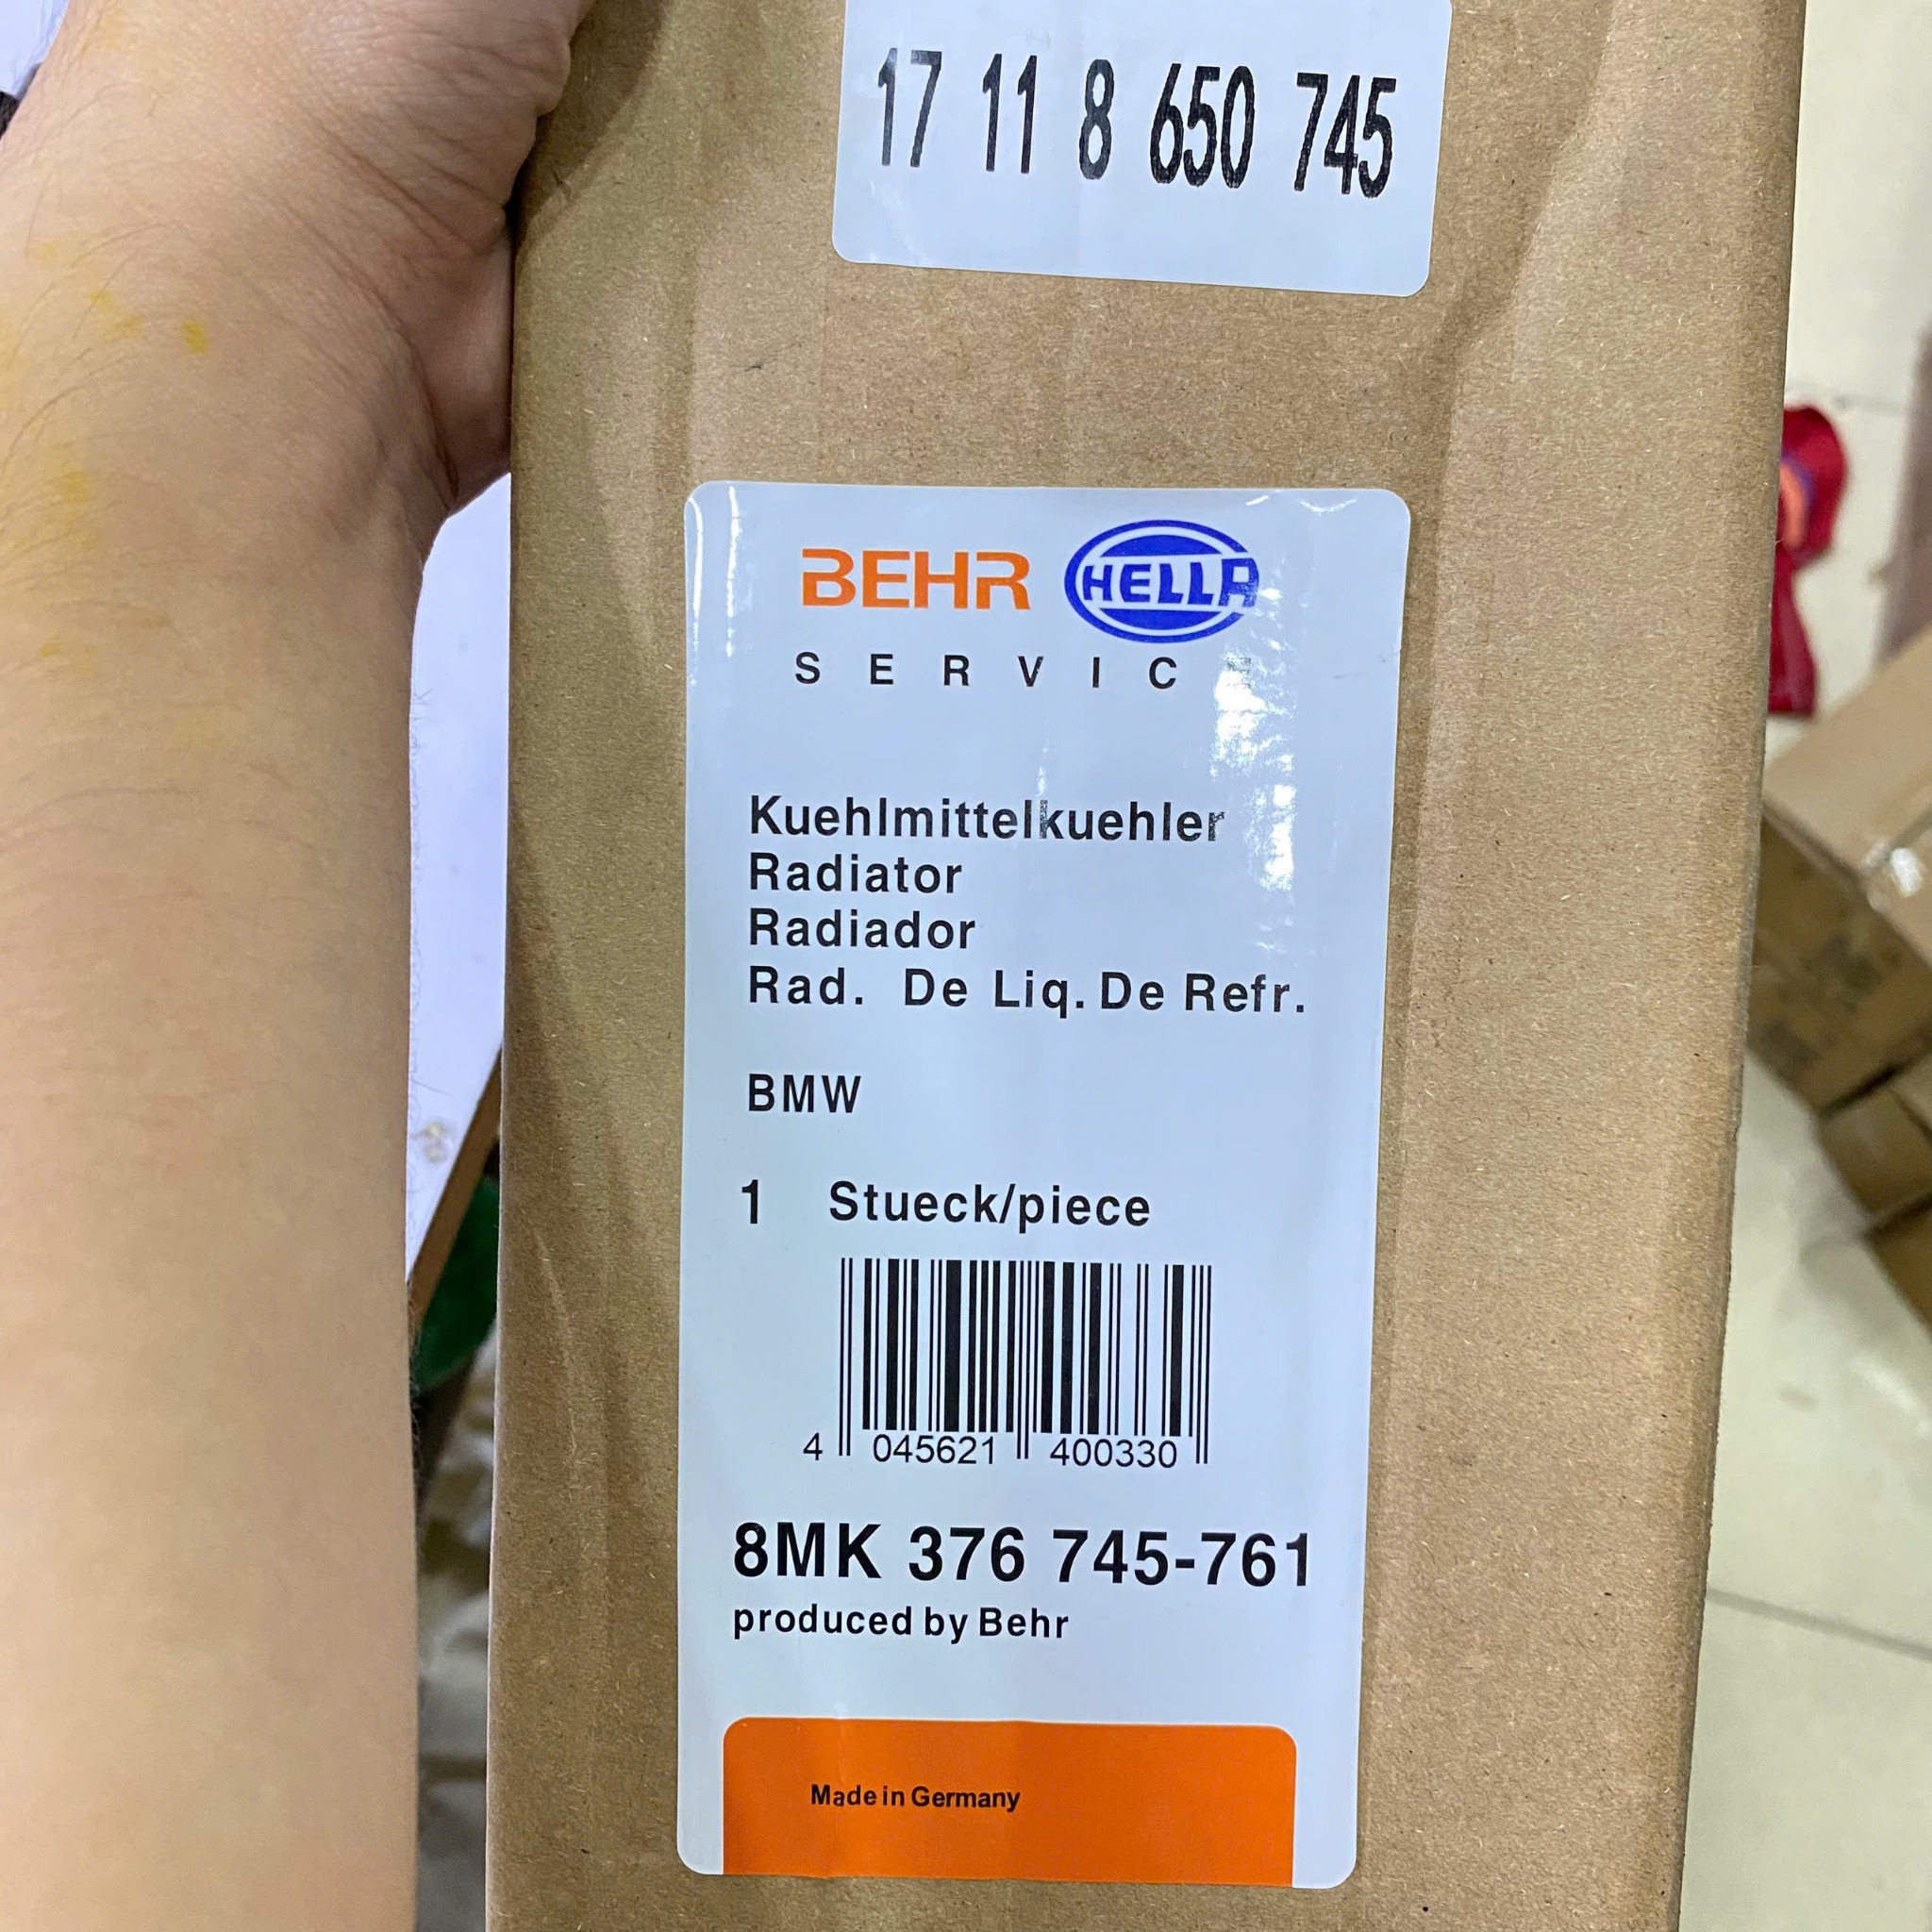 17 11 8 650 745
BEHR HELLA
SERVICE
Kuehlmittelkuehler
Radiator
Radiador
Rad. De Liq. De Refr.
BMW
1 Stueck/piece
4 045621 400330
8MK 376 745-761
produced by Behr
Made in Germany